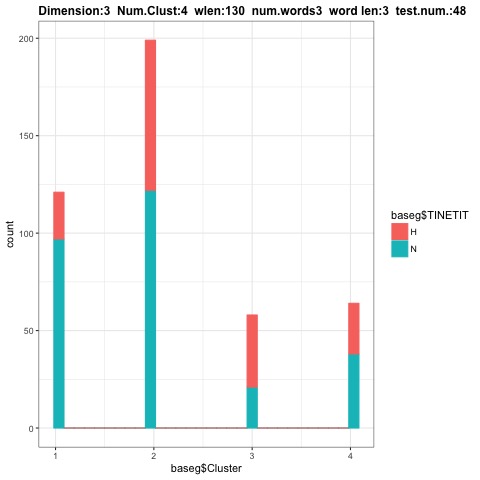 Dimension:3 Num.Clust:4 wlen:130 num.words3 word len:3 test.num.:48
200
150
100
50
0
count
1 2 3 4
baseg$Cluster
baseg$TINETIT
H
N